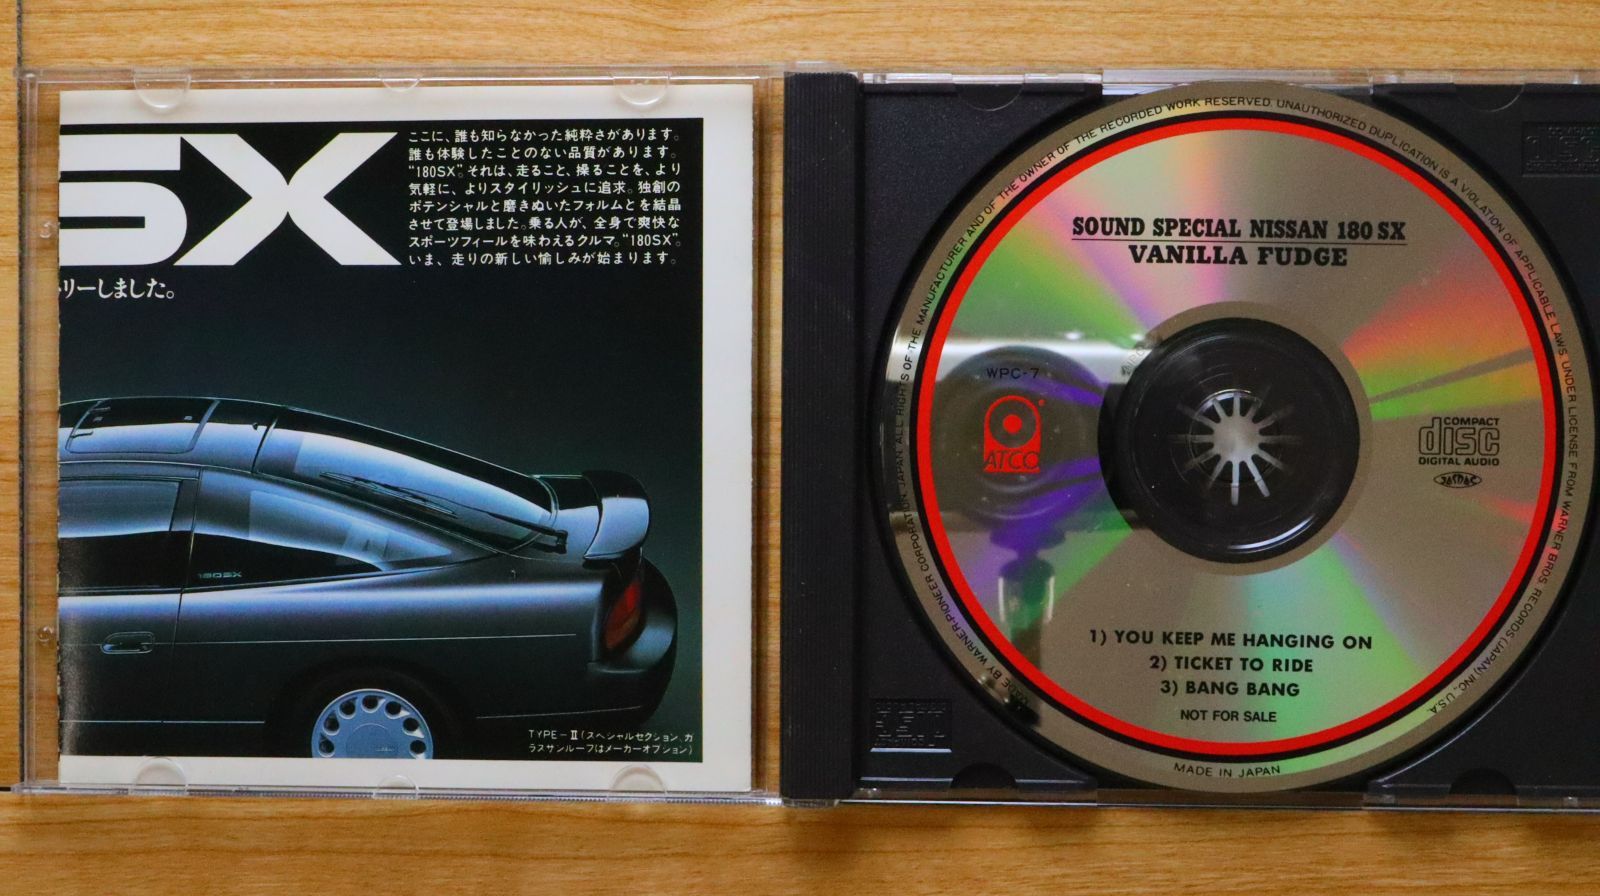 SX
ここに、誰も知らなかった純粋さがあります。
誰も体験したことのない品質があります。
“180SX”。それは、走ること、操ることを、より
気軽に、よりスタイリッシュに追求。独創の
ポテンシャルと磨きぬいたフォルムとを結晶
させて登場しました。乗る人が、全身で爽快な
スポーツフィールを味わえるクルマ。“180SX”。
いま、走りの新しい愉しみが始まります。
リーしました。
180SX
TYPE-II(スペシャルセクション、ガ
ラスサンルーフはメーカーオプション)
MADE BY WARNER-PIONEER CORPORATION, JAPAN. ALL RIGHTS OF THE MANUFACTURER AND OF THE OWNER OF THE RECORDED WORK RESERVED. UNAUTHORIZED DUPLICATION IS A VIOLATION OF APPLICABLE LAWS UNDER LICENSE FROM WARNER BROS. RECORDS (JAPAN) INC., U.S.A.
SOUND SPECIAL NISSAN 180 SX
VANILLA FUDGE
WPC-7
ATCO
COMPACT
disc
DIGITAL AUDIO
JASRAC
1) YOU KEEP ME HANGING ON
2) TICKET TO RIDE
3) BANG BANG
NOT FOR SALE
MADE IN JAPAN